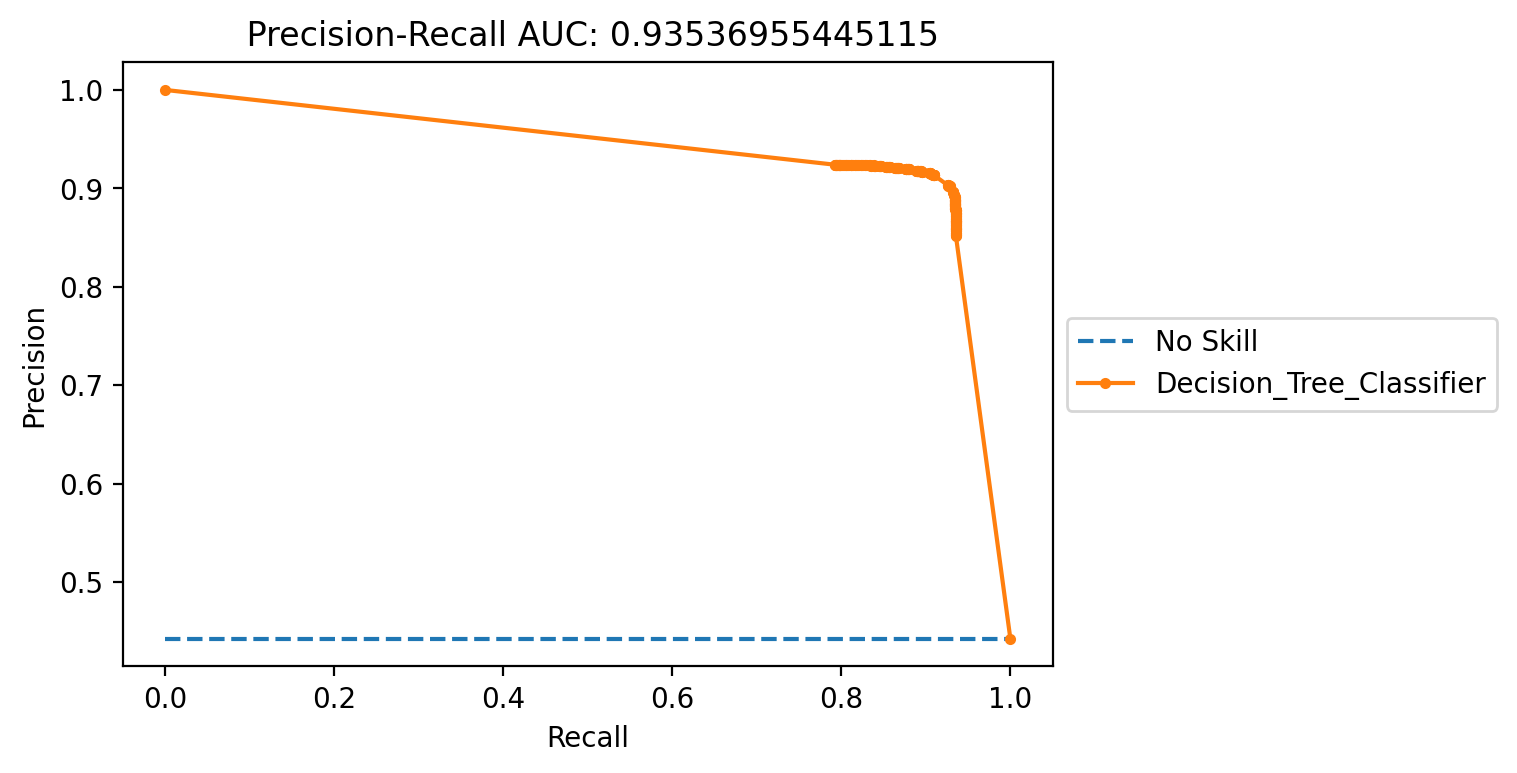 Precision-Recall AUC: 0.93536955445115
1.0
0.9
0.8
0.7
0.6
0.5
Precision
0.0 0.2 0.4 0.6 0.8 1.0
Recall
No Skill
Decision_Tree_Classifier